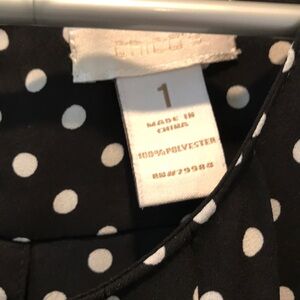 1
MADE IN
CHINA
100% POLYESTER
RN#79984